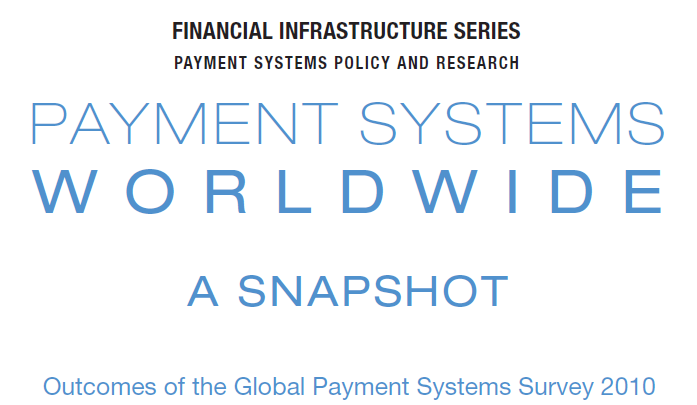 FINANCIAL INFRASTRUCTURE SERIES
PAYMENT SYSTEMS POLICY AND RESEARCH
PAYMENT SYSTEMS
WORLDWIDE
A SNAPSHOT
Outcomes of the Global Payment Systems Survey 2010